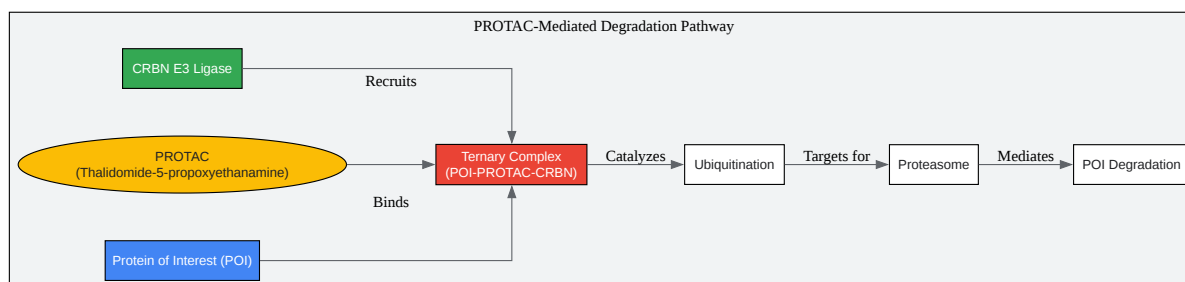 PROTAC-Mediated Degradation Pathway
CRBN E3 Ligase
Recruits
PROTAC
(Thalidomide-5-propoxyethanamine)
Binds
Protein of Interest (POI)
Ternary Complex
(POI-PROTAC-CRBN)
Catalyzes
Ubiquitination
Targets for
Proteasome
Mediates
POI Degradation